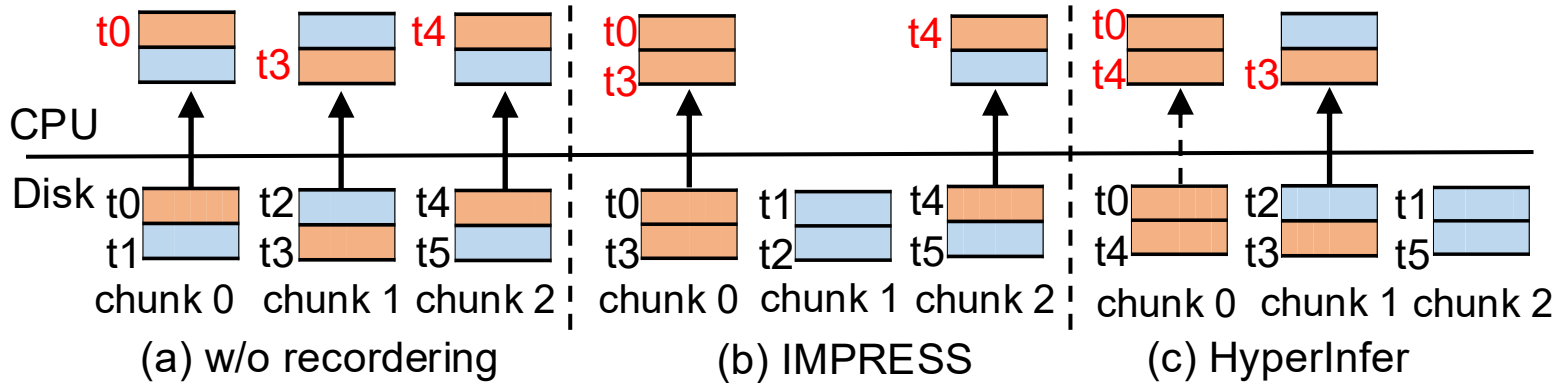 t0
t3
t4
t0
t3
t4
t0
t4
t3
CPU
Disk
t0
t1
t2
t3
t4
t5
t0
t3
t1
t2
t4
t5
t0
t4
t2
t3
t1
t5
chunk 0 chunk 1 chunk 2
chunk 0 chunk 1 chunk 2
chunk 0 chunk 1 chunk 2
(a) w/o recordering
(b) IMPRESS
(c) HyperInfer